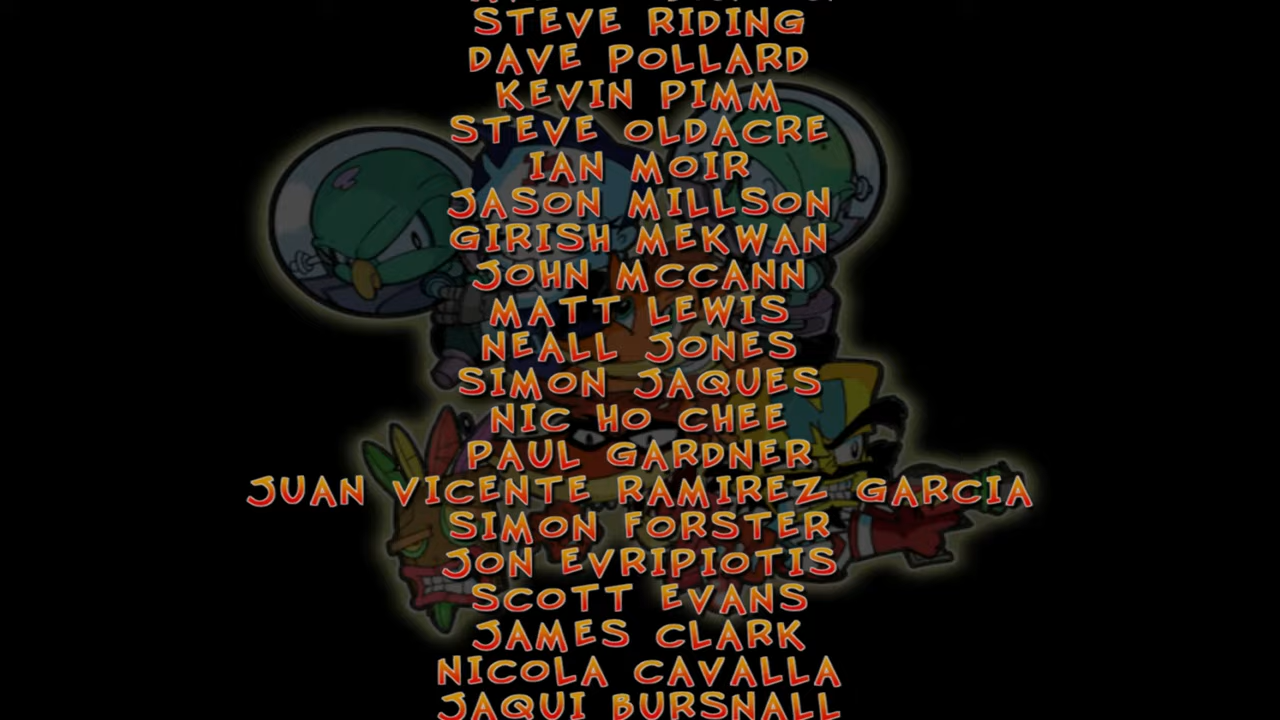 STEVE RIDING
DAVE POLLARD
KEVIN PIMM
STEVE OLDACRE
IAN MOIR
JASON MILLSON
GIRISH MEKWAN
JOHN MCCANN
MATT LEWIS
NEALL JONES
SIMON JAQUES
NIC HO CHEE
PAUL GARDNER
JUAN VICENTE RAMIREZ GARCIA
SIMON FORSTER
JON EVRIPIOTIS
SCOTT EVANS
JAMES CLARK
NICOLA CAVALLA
JAQUI BURSNALL